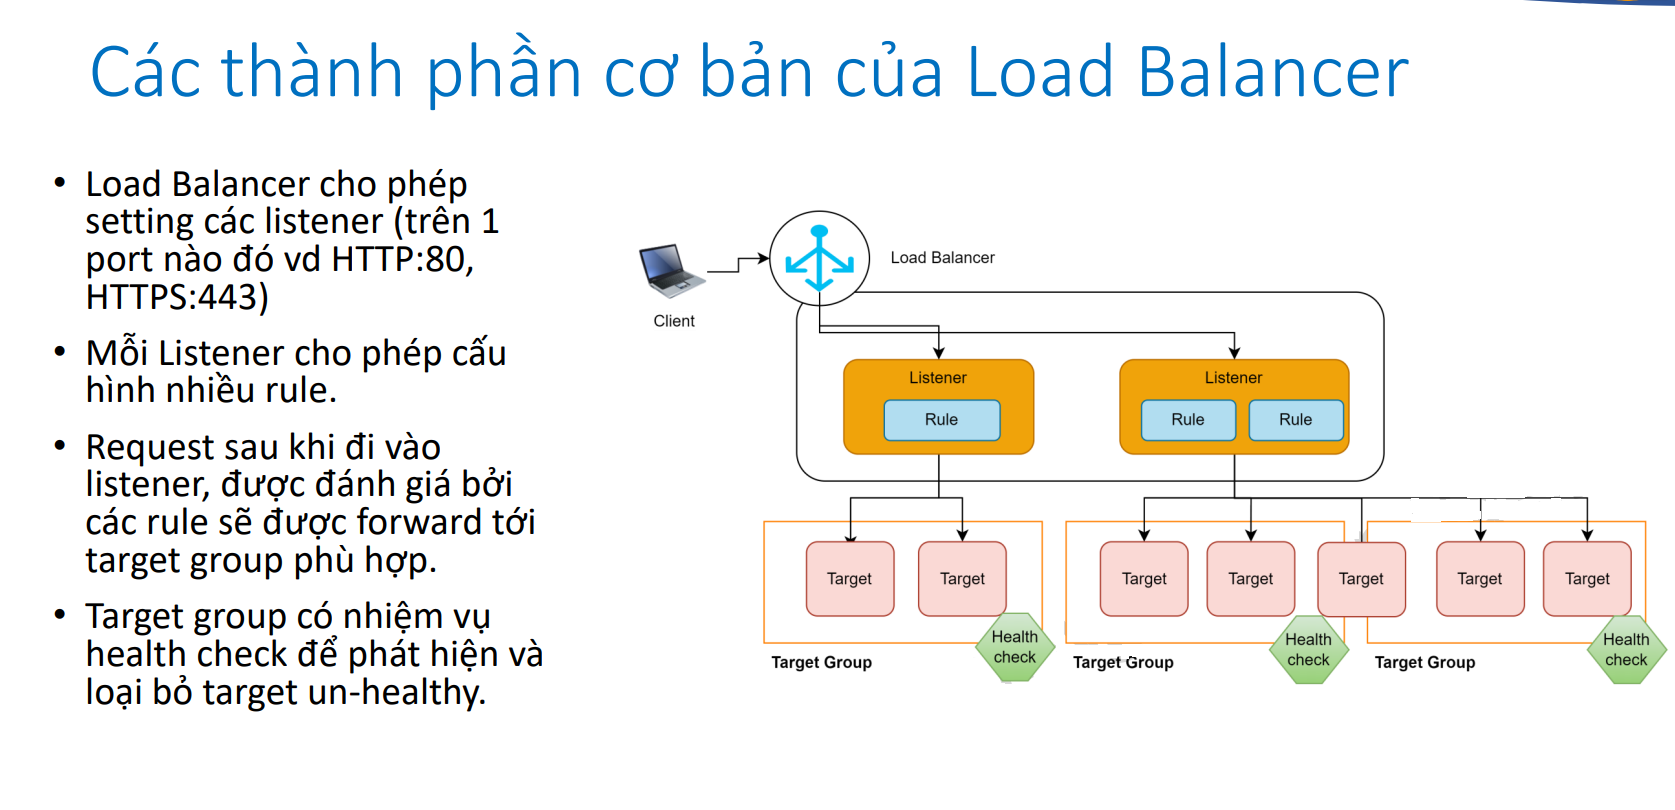 Các thành phần cơ bản của Load Balancer
• Load Balancer cho phép
setting các listener (trên 1
port nào đó vd HTTP:80,
HTTPS:443)
• Mỗi Listener cho phép cấu
hình nhiều rule.
• Request sau khi đi vào
listener, được đánh giá bởi
các rule sẽ được forward tới
target group phù hợp.
• Target group có nhiệm vụ
health check để phát hiện và
loại bỏ target un-healthy.
Load Balancer
Client
Listener
Rule
Listener
Rule
Rule
Target
Target
Target
Target
Target
Target
Target
Health
check
Health
check
Health
check
Target Group
Target Group
Target Group